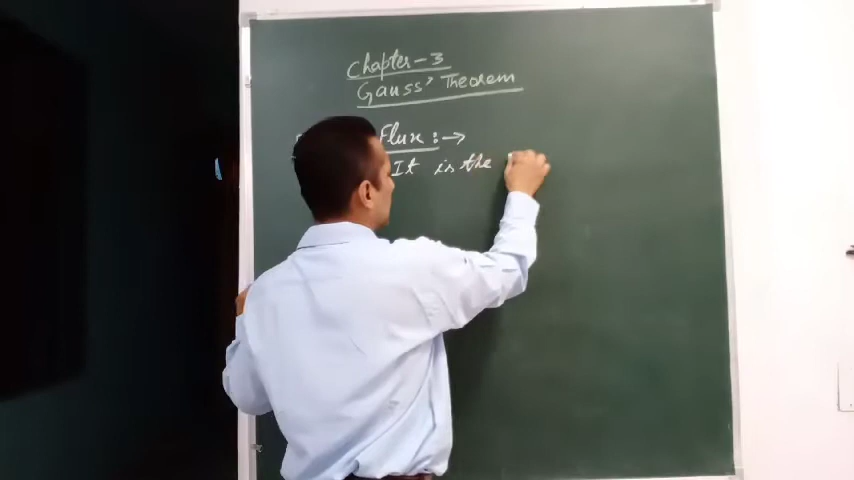 Chapter-3
Gauss' Theorem
Flux :→
It is the